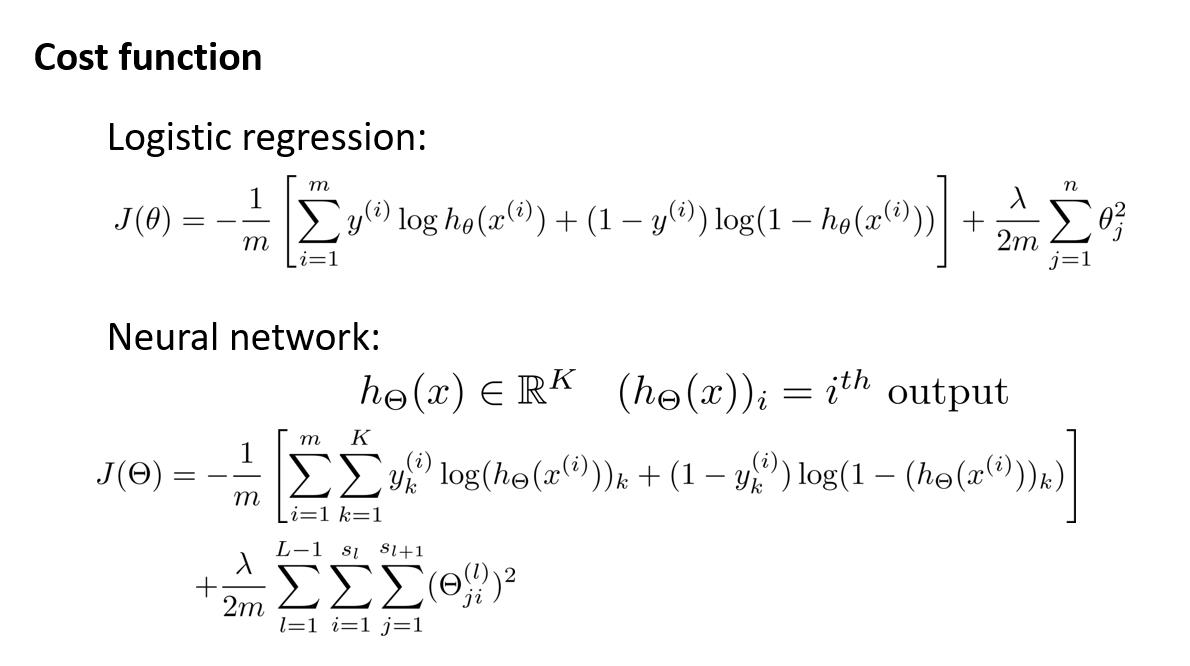 Cost function
Logistic regression:
$J(\theta) = -\frac{1}{m} \left[ \sum_{i=1}^{m} y^{(i)} \log h_\theta(x^{(i)}) + (1 - y^{(i)}) \log(1 - h_\theta(x^{(i)})) \right] + \frac{\lambda}{2m} \sum_{j=1}^{n} \theta_j^2$
Neural network:
$h_\Theta(x) \in \mathbb{R}^K \quad (h_\Theta(x))_i = i^{th} \text{ output}$
$J(\Theta) = -\frac{1}{m} \left[ \sum_{i=1}^{m} \sum_{k=1}^{K} y_k^{(i)} \log(h_\Theta(x^{(i)}))_k + (1 - y_k^{(i)}) \log(1 - (h_\Theta(x^{(i)}))_k) \right]$
$+ \frac{\lambda}{2m} \sum_{l=1}^{L-1} \sum_{i=1}^{s_l} \sum_{j=1}^{s_{l+1}} (\Theta_{ji}^{(l)})^2$